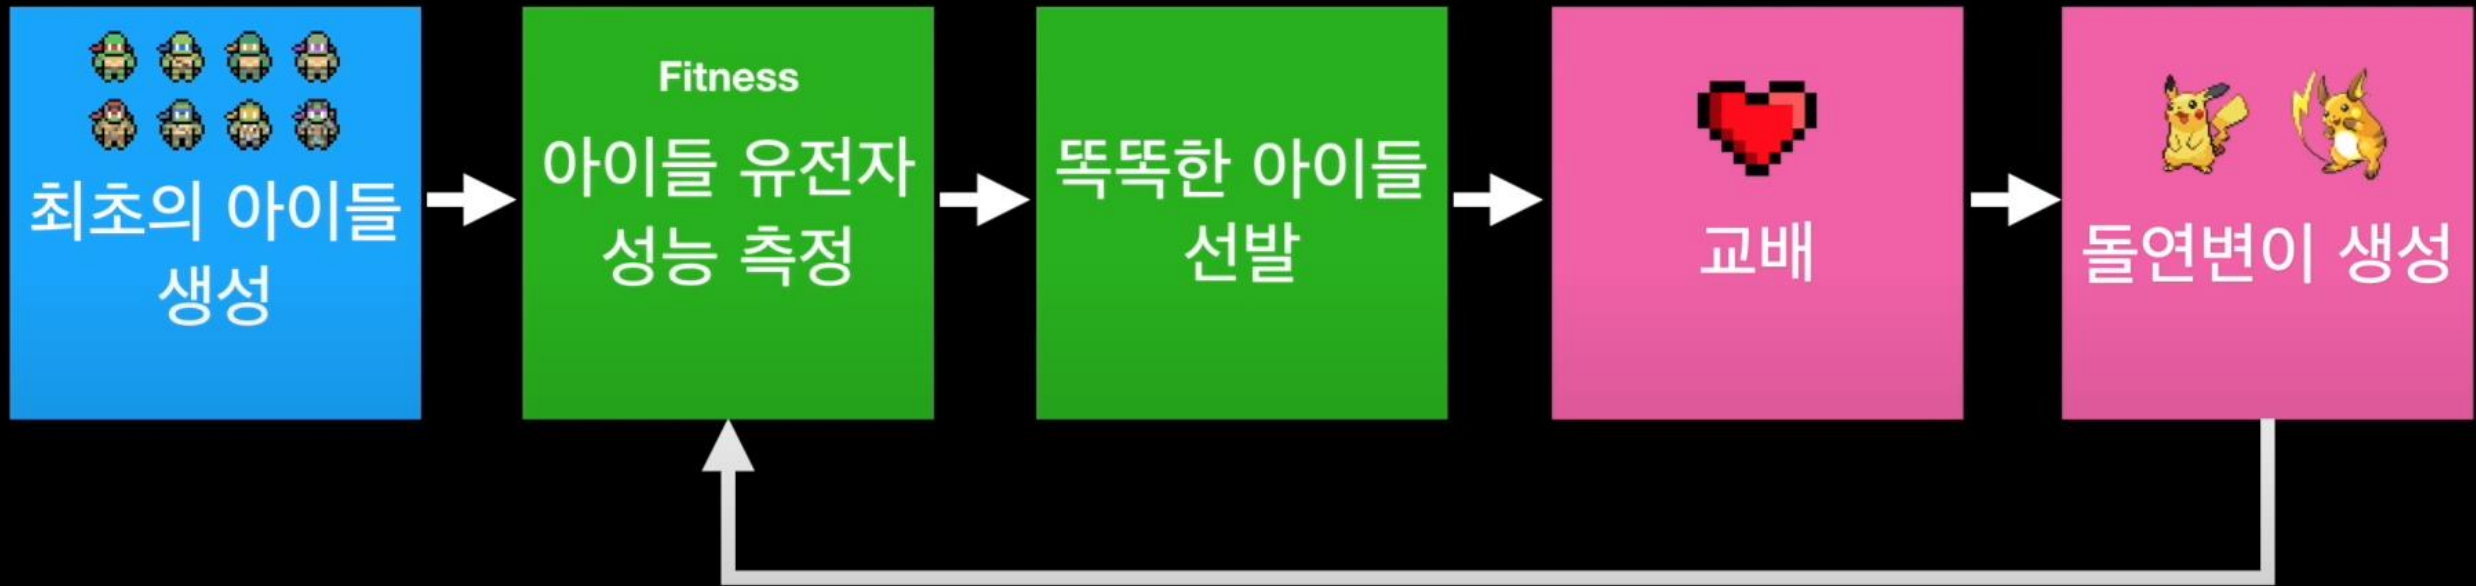 최초의 아이들
생성
Fitness
아이들 유전자
성능 측정
똑똑한 아이들
선발
교배
돌연변이 생성